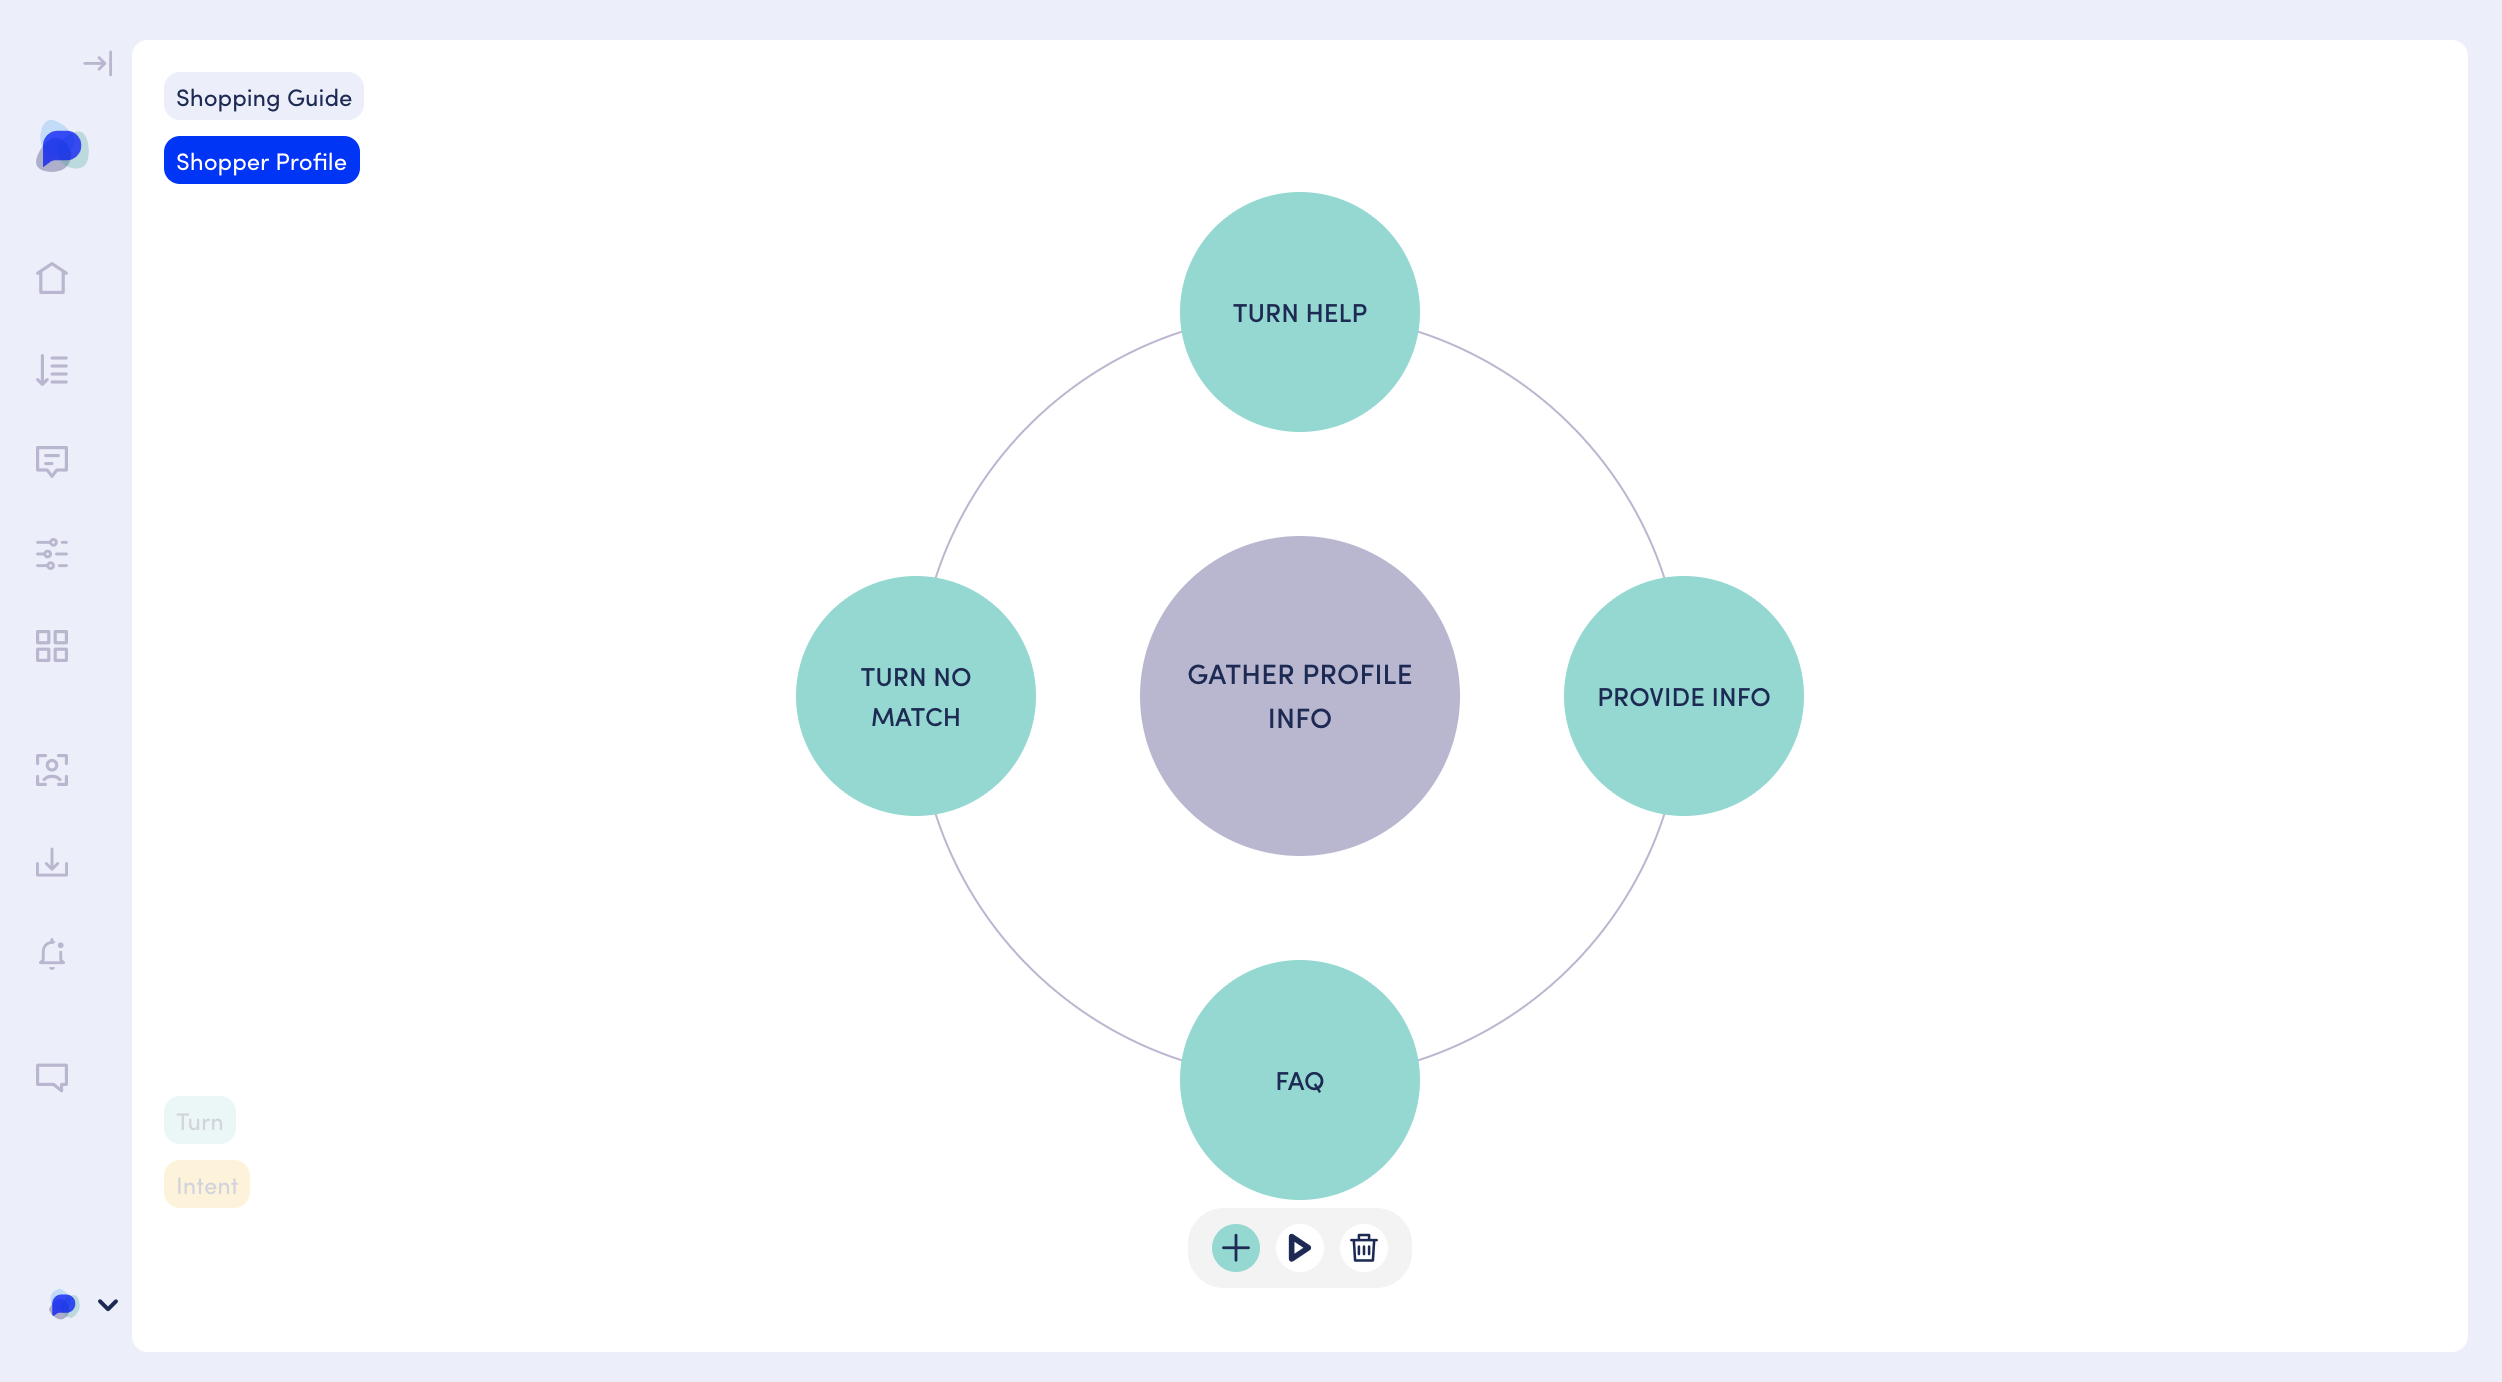 Shopping Guide
Shopper Profile
TURN HELP
TURN NO
MATCH
GATHER PROFILE
INFO
PROVIDE INFO
FAQ
Turn
Intent